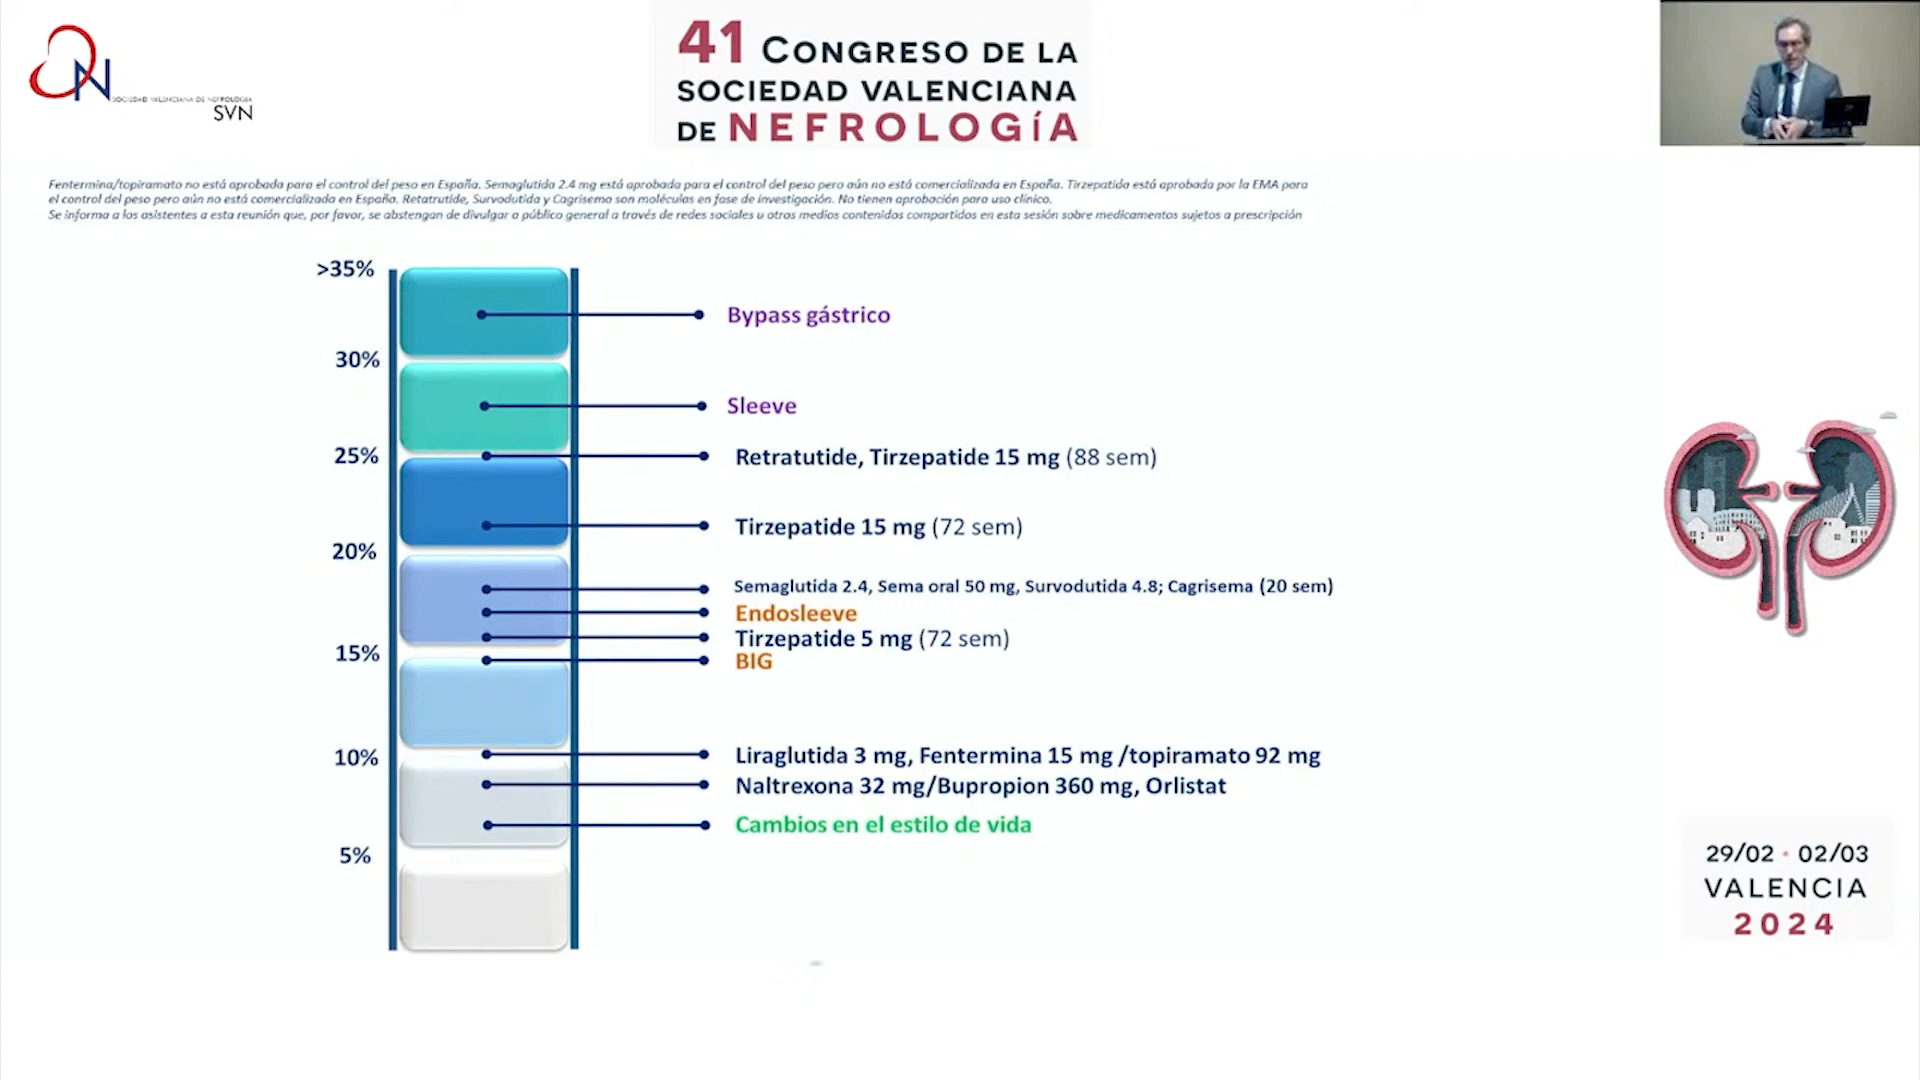 SOCIEDAD VALENCIANA DE NEFROLOGÍA
SVN
41 CONGRESO DE LA
SOCIEDAD VALENCIANA
DE NEFROLOGÍA
Fentermina/topiramato no está aprobada para el control del peso en España. Semaglutida 2.4 mg está aprobada para el control del peso pero aún no está comercializada en España. Tirzepatida está aprobada por la EMA para
el control del peso pero aún no está comercializada en España. Retatrutide, Survodutida y Cagrisema son moléculas en fase de investigación. No tienen aprobación para uso clínico.
Se informa a los asistentes a esta reunión que, por favor, se abstengan de divulgar a público general a través de redes sociales u otros medios contenidos compartidos en esta sesión sobre medicamentos sujetos a prescripción
>35%
Bypass gástrico
30%
Sleeve
25%
Retratutide, Tirzepatide 15 mg (88 sem)
Tirzepatide 15 mg (72 sem)
20%
Semaglutida 2.4, Sema oral 50 mg, Survodutida 4.8; Cagrisema (20 sem)
Endosleeve
Tirzepatide 5 mg (72 sem)
15%
BIG
10%
Liraglutida 3 mg, Fentermina 15 mg /topiramato 92 mg
Naltrexona 32 mg/Bupropion 360 mg, Orlistat
Cambios en el estilo de vida
5%
29/02 · 02/03
VALENCIA
2024